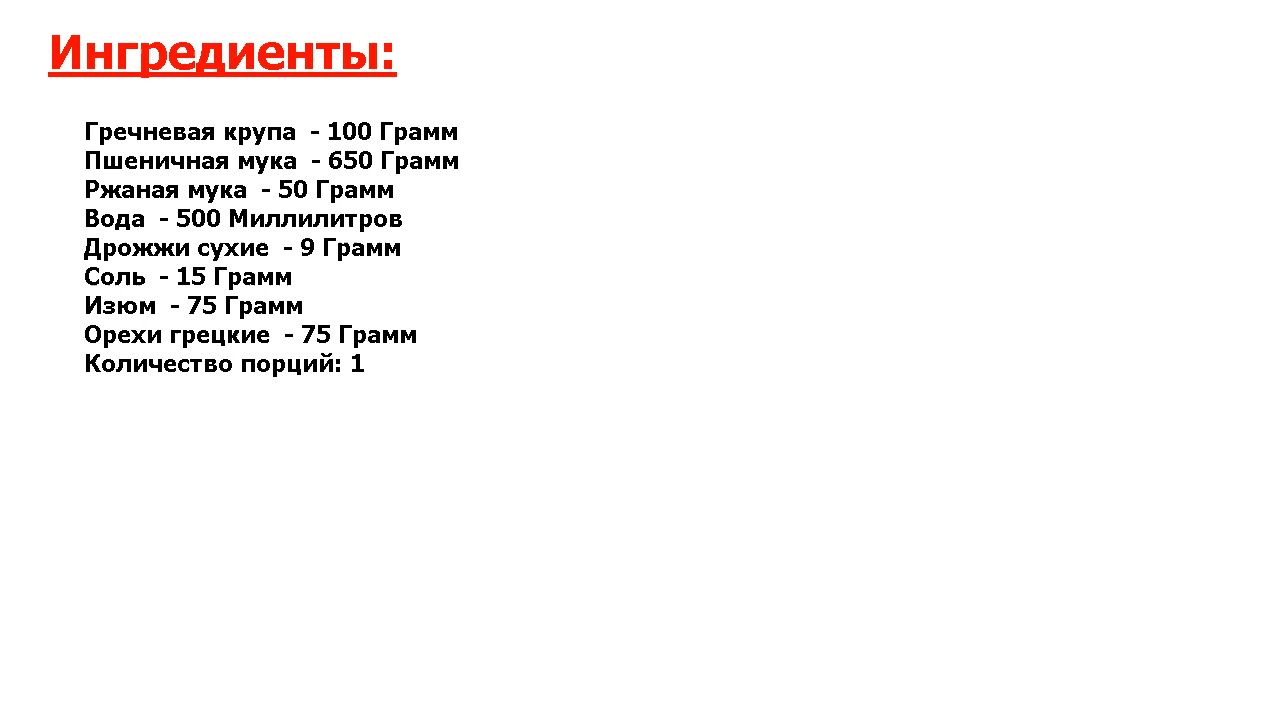 Ингредиенты:
Гречневая крупа  - 100 Грамм
Пшеничная мука  - 650 Грамм
Ржаная мука  - 50 Грамм
Вода  - 500 Миллилитров
Дрожжи сухие  - 9 Грамм
Соль  - 15 Грамм
Изюм  - 75 Грамм
Орехи грецкие  - 75 Грамм
Количество порций: 1